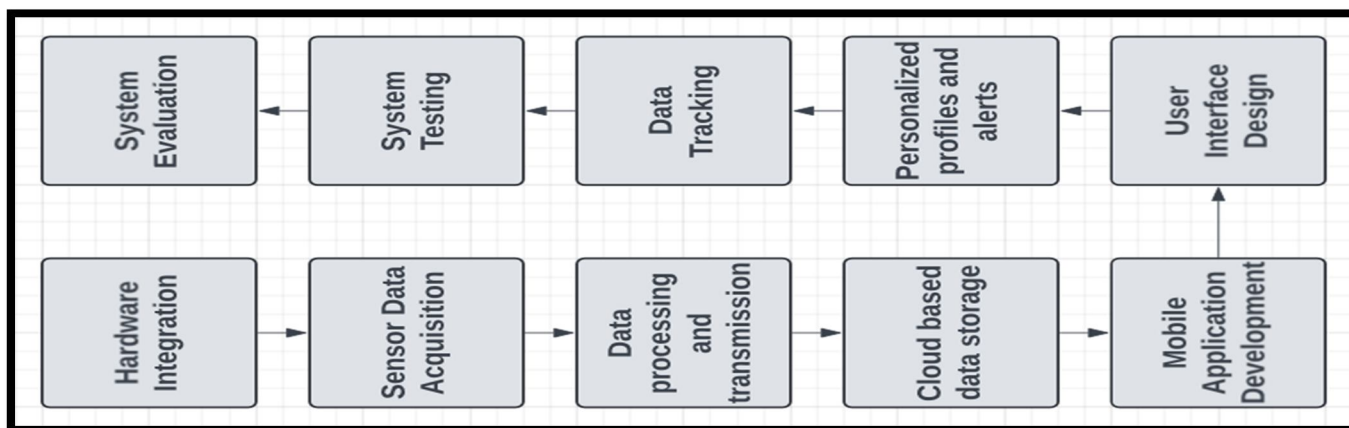 Hardware
Integration
Sensor Data
Acquisition
Data
processing
and
transmission
Cloud based
data storage
Mobile
Application
Development
User
Interface
Design
Personalized
profiles and
alerts
Data
Tracking
System
Testing
System
Evaluation